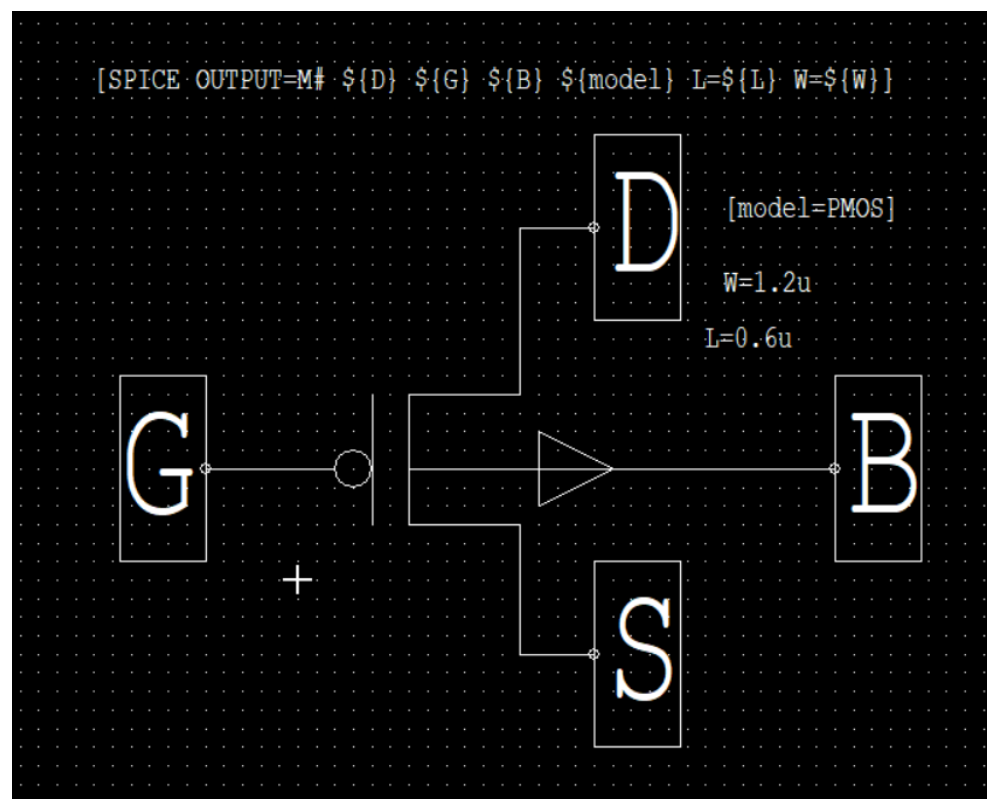 [SPICE OUTPUT=M# ${D} ${G} ${B} ${model} L=${L} W=${W}]
D
[model=PMOS]
W=1.2u
L=0.6u
G
B
S